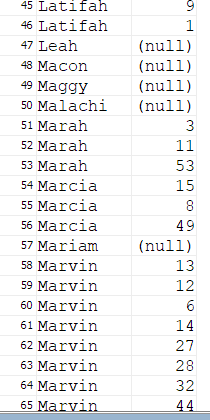 45 Latifah 9
46 Latifah 1
47 Leah (null)
48 Macon (null)
49 Maggy (null)
50 Malachi (null)
51 Marah 3
52 Marah 11
53 Marah 53
54 Marcia 15
55 Marcia 8
56 Marcia 49
57 Mariam (null)
58 Marvin 13
59 Marvin 12
60 Marvin 6
61 Marvin 14
62 Marvin 27
63 Marvin 28
64 Marvin 32
65 Marvin 44